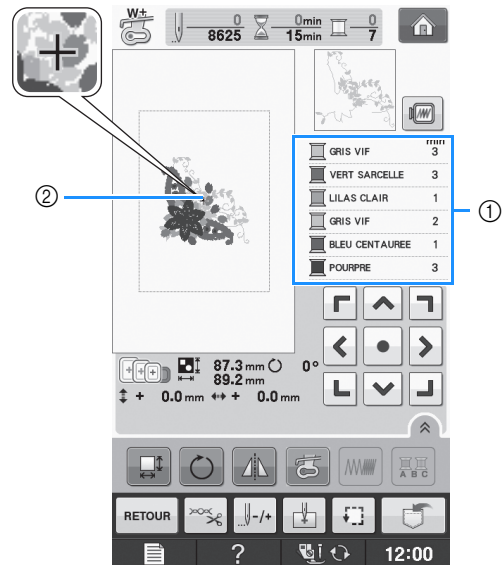 W+
0 0min 0
8625 15min 7
min
GRIS VIF 3
VERT SARCELLE 3
LILAS CLAIR 1
GRIS VIF 2
BLEU CENTAUREE 1
POURPRE 3
①
②
87.3 mm 0°
89.2 mm
+ 0.0 mm + 0.0 mm
A B C
RETOUR -/+
? 12:00